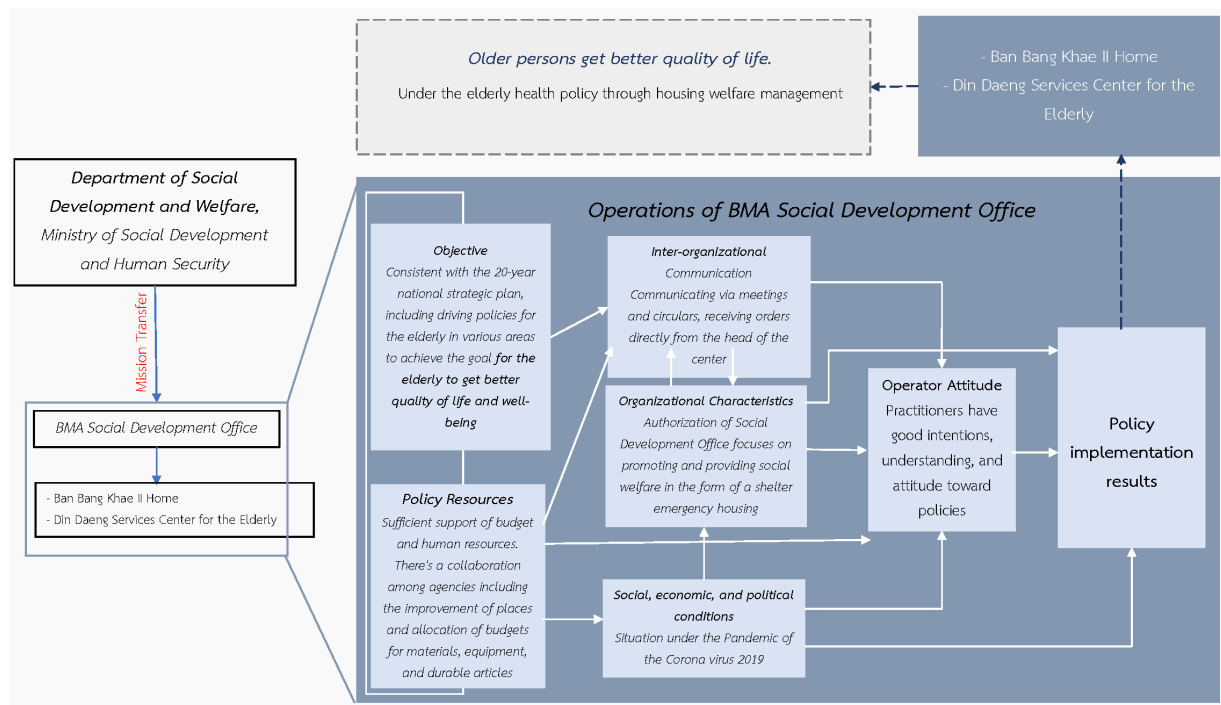 Older persons get better quality of life.
Under the elderly health policy through housing welfare management
- Ban Bang Khae II Home
- Din Daeng Services Center for the
Elderly
Department of Social
Development and Welfare,
Ministry of Social Development
and Human Security
Mission Transfer
BMA Social Development Office
- Ban Bang Khae II Home
- Din Daeng Services Center for the Elderly
Operations of BMA Social Development Office
Objective
Consistent with the 20-year
national strategic plan,
including driving policies for
the elderly in various areas
to achieve the goal for the
elderly to get better
quality of life and well-
being
Policy Resources
Sufficient support of budget
and human resources.
There's a collaboration
among agencies including
the improvement of places
and allocation of budgets
for materials, equipment,
and durable articles
Inter-organizational
Communication
Communicating via meetings
and circulars, receiving orders
directly from the head of the
center
Organizational Characteristics
Authorization of Social
Development Office focuses on
promoting and providing social
welfare in the form of a shelter
emergency housing
Social, economic, and political
conditions
Situation under the Pandemic of
the Corona virus 2019
Operator Attitude
Practitioners have
good intentions,
understanding, and
attitude toward
policies
Policy
implementation
results